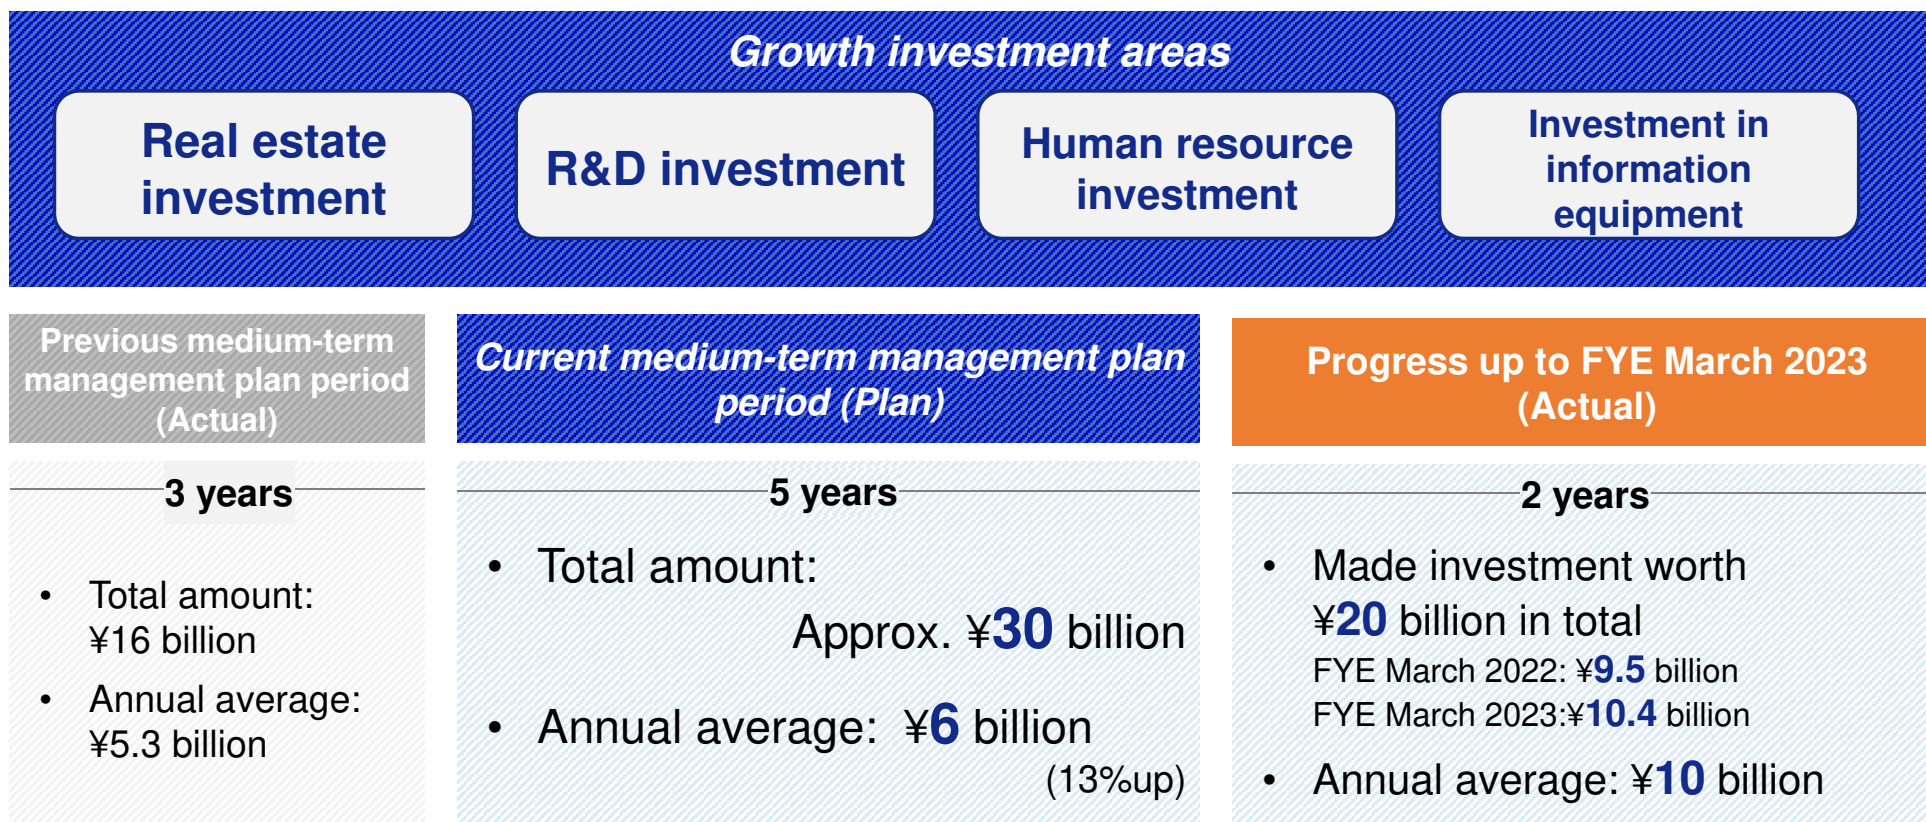 Growth investment areas
Real estate
investment
R&D investment
Human resource
investment
Investment in
information
equipment
Previous medium-term
management plan period
(Actual)
3 years
• Total amount:
¥16 billion
• Annual average:
¥5.3 billion
Current medium-term management plan
period (Plan)
5 years
• Total amount:
Approx. ¥30 billion
• Annual average: ¥6 billion
(13%up)
Progress up to FYE March 2023
(Actual)
2 years
• Made investment worth
¥20 billion in total
FYE March 2022: ¥9.5 billion
FYE March 2023:¥10.4 billion
• Annual average: ¥10 billion